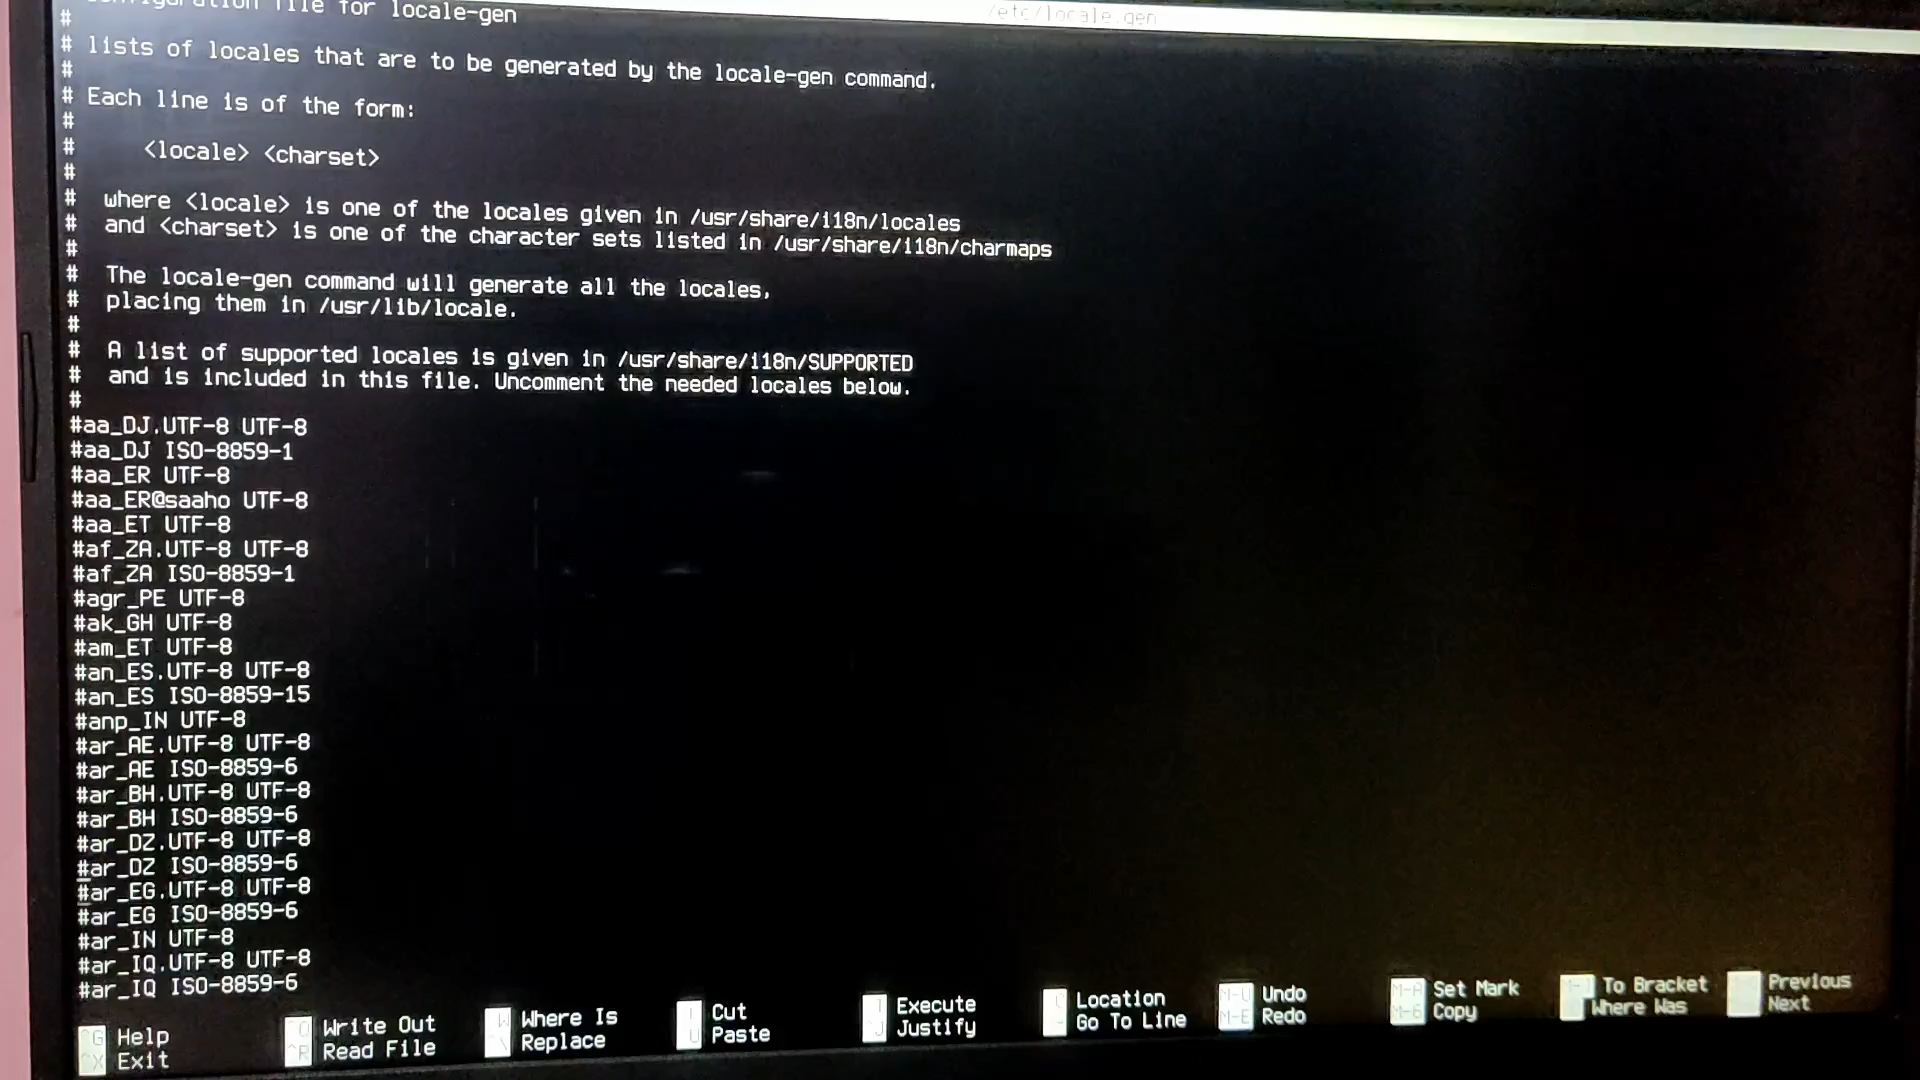 /etc/locale.gen
file for locale-gen
#
# lists of locales that are to be generated by the locale-gen command.
#
# Each line is of the form:
#
#     <locale> <charset>
#
#  where <locale> is one of the locales given in /usr/share/i18n/locales
#  and <charset> is one of the character sets listed in /usr/share/i18n/charmaps
#
#  The locale-gen command will generate all the locales,
#  placing them in /usr/lib/locale.
#
#  A list of supported locales is given in /usr/share/i18n/SUPPORTED
#  and is included in this file. Uncomment the needed locales below.
#
#aa_DJ.UTF-8 UTF-8
#aa_DJ ISO-8859-1
#aa_ER UTF-8
#aa_ER@saaho UTF-8
#aa_ET UTF-8
#af_ZA.UTF-8 UTF-8
#af_ZA ISO-8859-1
#agr_PE UTF-8
#ak_GH UTF-8
#am_ET UTF-8
#an_ES.UTF-8 UTF-8
#an_ES ISO-8859-15
#anp_IN UTF-8
#ar_AE.UTF-8 UTF-8
#ar_AE ISO-8859-6
#ar_BH.UTF-8 UTF-8
#ar_BH ISO-8859-6
#ar_DZ.UTF-8 UTF-8
#ar_DZ ISO-8859-6
#ar_EG.UTF-8 UTF-8
#ar_EG ISO-8859-6
#ar_IN UTF-8
#ar_IQ.UTF-8 UTF-8
#ar_IQ ISO-8859-6
^G Help ^O Write Out ^W Where Is Cut Execute Location M-U Undo M-A Set Mark To Bracket Previous
^X Exit ^R Read File Replace Paste Justify Go To Line M-E Redo M-6 Copy Where Was Next